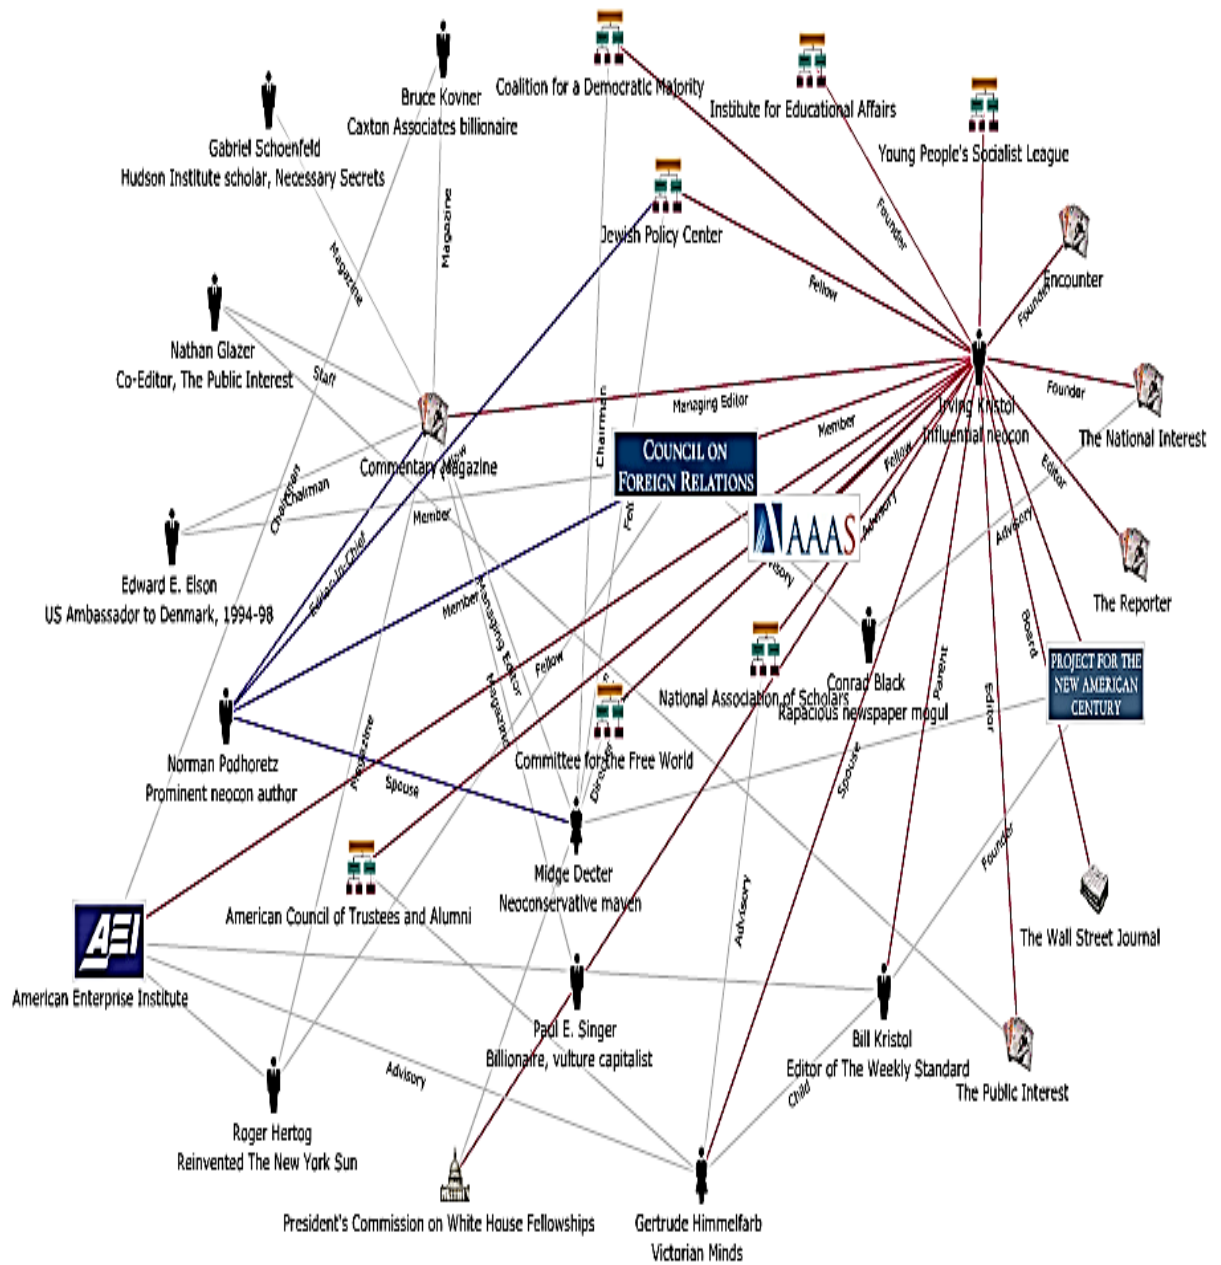 Bruce Kovner
Caxton Associates billionaire
Coalition for a Democratic Majority
Institute for Educational Affairs
Young People's Socialist League
Gabriel Schoenfeld
Hudson Institute scholar, Necessary Secrets
Magazine
Magazine
Jewish Policy Center
Founder
Fellow
Encounter
Founder
Nathan Glazer
Co-Editor, The Public Interest
Staff
Managing Editor
Irving Kristol
Influential neocon
Founder
The National Interest
Commentary Magazine
Chairman
COUNCIL ON
FOREIGN RELATIONS
Member
Fellow
Editor
Chairman
Chairman
Member
AAAS
Advisory
Advisory
Edward E. Elson
US Ambassador to Denmark, 1994-98
Editor-in-Chief
Member
Managing Editor
Magazine
Fellow
The Reporter
Board
Parent
Editor
PROJECT FOR THE
NEW AMERICAN
CENTURY
National Association of Scholars
Conrad Black
Rapacious newspaper mogul
Norman Podhoretz
Prominent neocon author
Magazine
Spouse
Committee for the Free World
Director
Spouse
Founder
Midge Decter
Neoconservative maven
American Council of Trustees and Alumni
Advisory
The Wall Street Journal
AEI
American Enterprise Institute
Paul E. Singer
Billionaire, vulture capitalist
Bill Kristol
Editor of The Weekly Standard
The Public Interest
Child
Advisory
Roger Hertog
Reinvented The New York Sun
President's Commission on White House Fellowships
Gertrude Himmelfarb
Victorian Minds